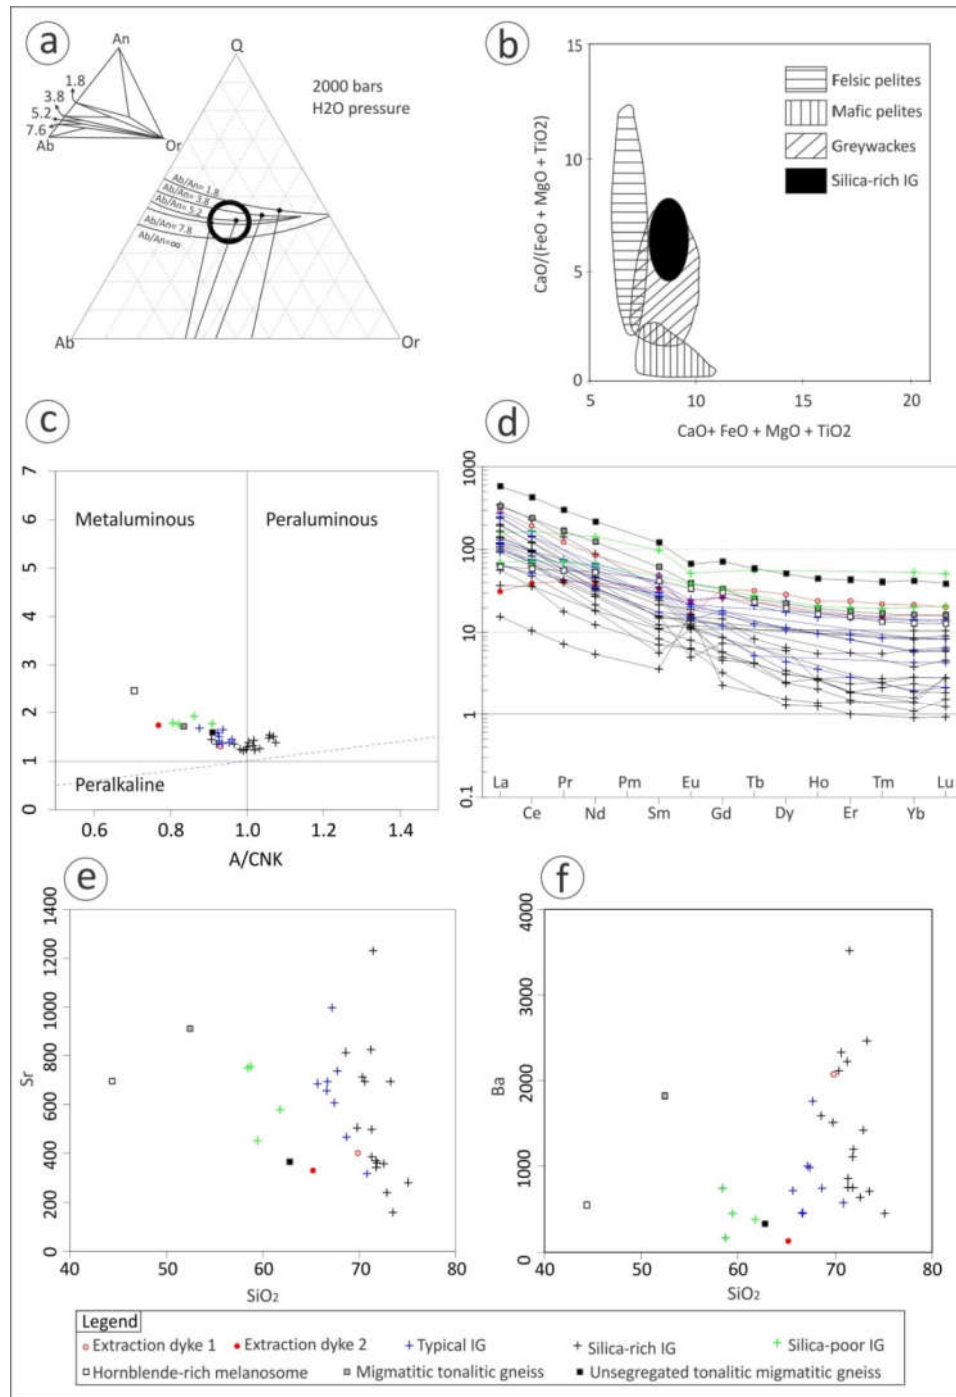 a
An
1.8
3.8
5.2
7.6
Ab
Or
Q
2000 bars
H2O pressure
Ab/An= 1.8
Ab/An= 3.8
Ab/An= 5.2
Ab/An= 7.8
Ab/An=∞
Ab
Or
b
15
10
5
0
CaO/(FeO + MgO + TiO2)
Felsic pelites
Mafic pelites
Greywackes
Silica-rich IG
5
10
15
20
CaO+ FeO + MgO + TiO2
c
7
6
5
4
3
2
1
0
Metaluminous
Peraluminous
Peralkaline
0.6
0.8
1.0
1.2
1.4
A/CNK
d
1000
100
10
1
0.1
La
Pr
Pm
Eu
Tb
Ho
Tm
Lu
Ce
Nd
Sm
Gd
Dy
Er
Yb
e
1400
1200
1000
800
600
400
200
0
Sr
40
60
70
80
SiO2
f
4000
3000
2000
1000
0
Ba
40
50
60
70
80
SiO2
Legend
Extraction dyke 1
Extraction dyke 2
Typical IG
Silica-rich IG
Silica-poor IG
Hornblende-rich melanosome
Migmatitic tonalitic gneiss
Unsegregated tonalitic migmatitic gneiss